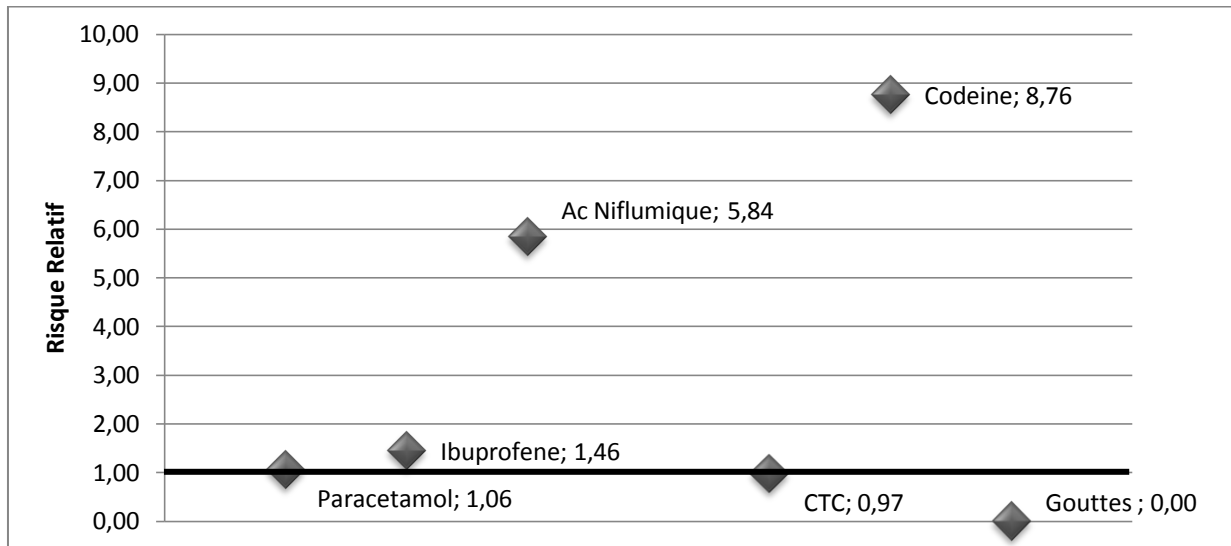 10,00
9,00
Codeine; 8,76
8,00
7,00
Ac Niflumique; 5,84
6,00
5,00
4,00
3,00
2,00
Ibuprofene; 1,46
1,00
Paracetamol; 1,06
CTC; 0,97
Gouttes ; 0,00
0,00
Risque Relatif